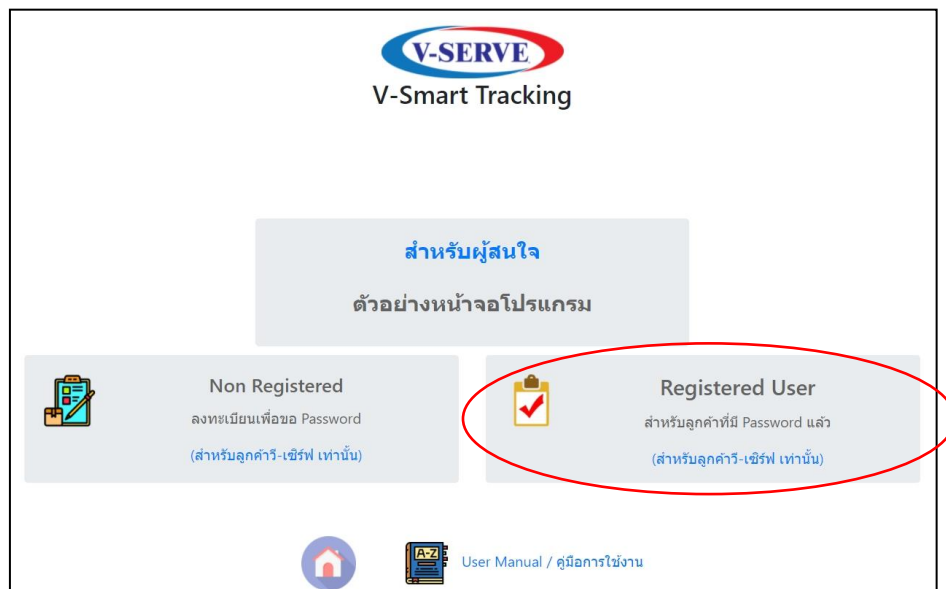 V-SERVE
V-Smart Tracking
สำหรับผู้สนใจ
ตัวอย่างหน้าจอโปรแกรม
Non Registered
ลงทะเบียนเพื่อขอ Password
(สำหรับลูกค้าวี-เซิร์ฟ เท่านั้น)
Registered User
สำหรับลูกค้าที่มี Password แล้ว
(สำหรับลูกค้าวี-เซิร์ฟ เท่านั้น)
A-Z
User Manual / คู่มือการใช้งาน